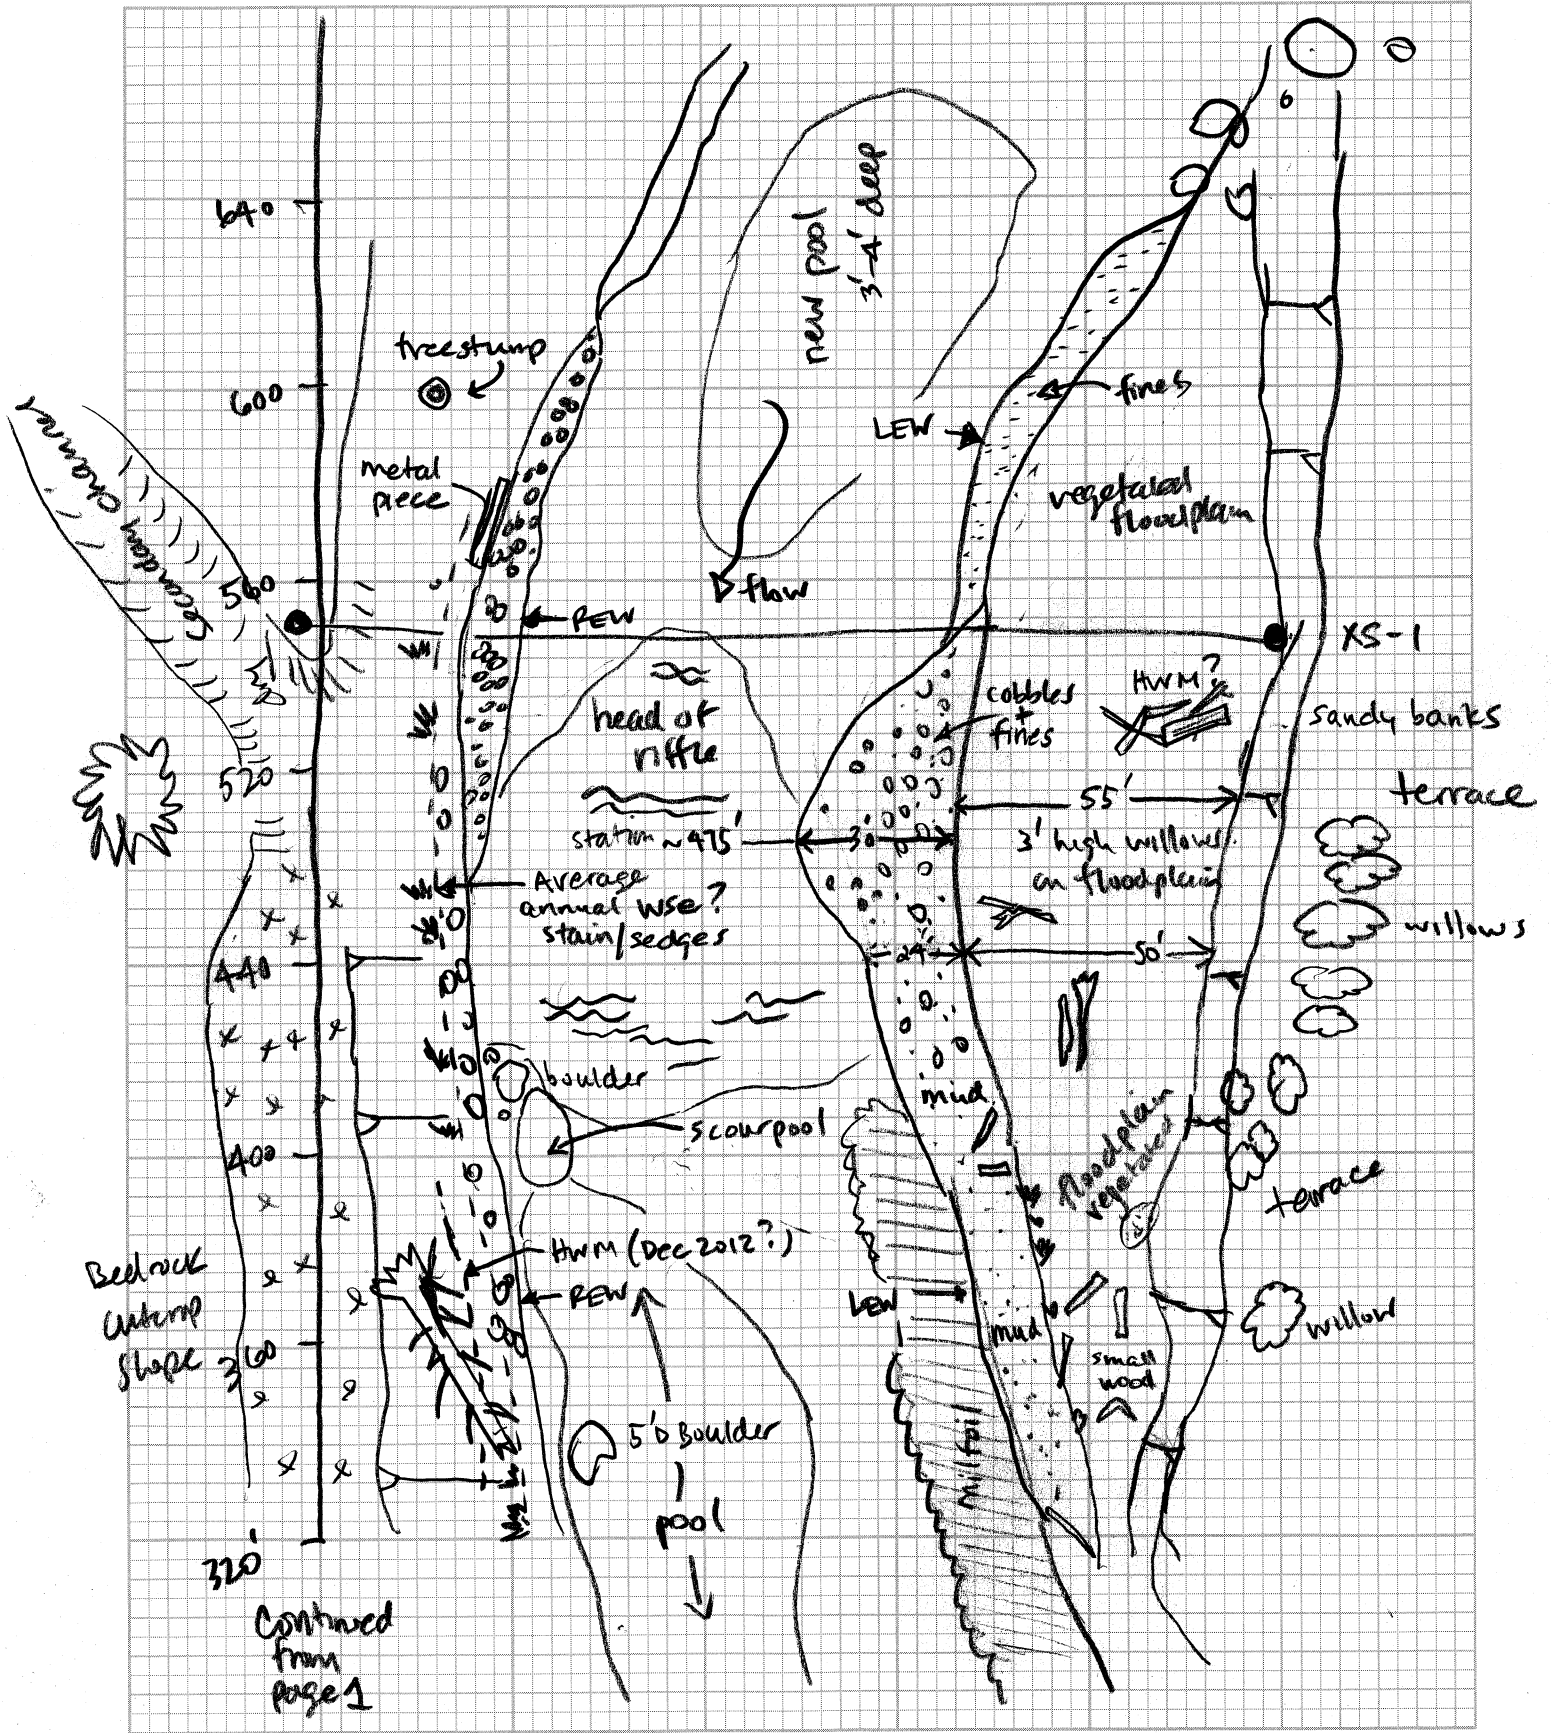 640
new pool
3'-4' deep
treestump
600
fines
LEW
secondary channel
metal
piece
vegetated
floodplain
560
flow
REW
XS-1
HWM?
cobbles
+
fines
head of
riffle
sandy banks
520
55'
terrace
station ~475'
30'
3' high willows
on floodplain
Average
annual WSE?
stain/sedges
willows
24'
50'
440
boulder
mud
scourpool
400
floodplain
vegetated
terrace
HWM (Dec 2012?)
Bedrock
outcrop
slope
REW
LEW
mud
willow
360
small
wood
5' D Boulder
milfoil
pool
320'
Continued
from
page 1